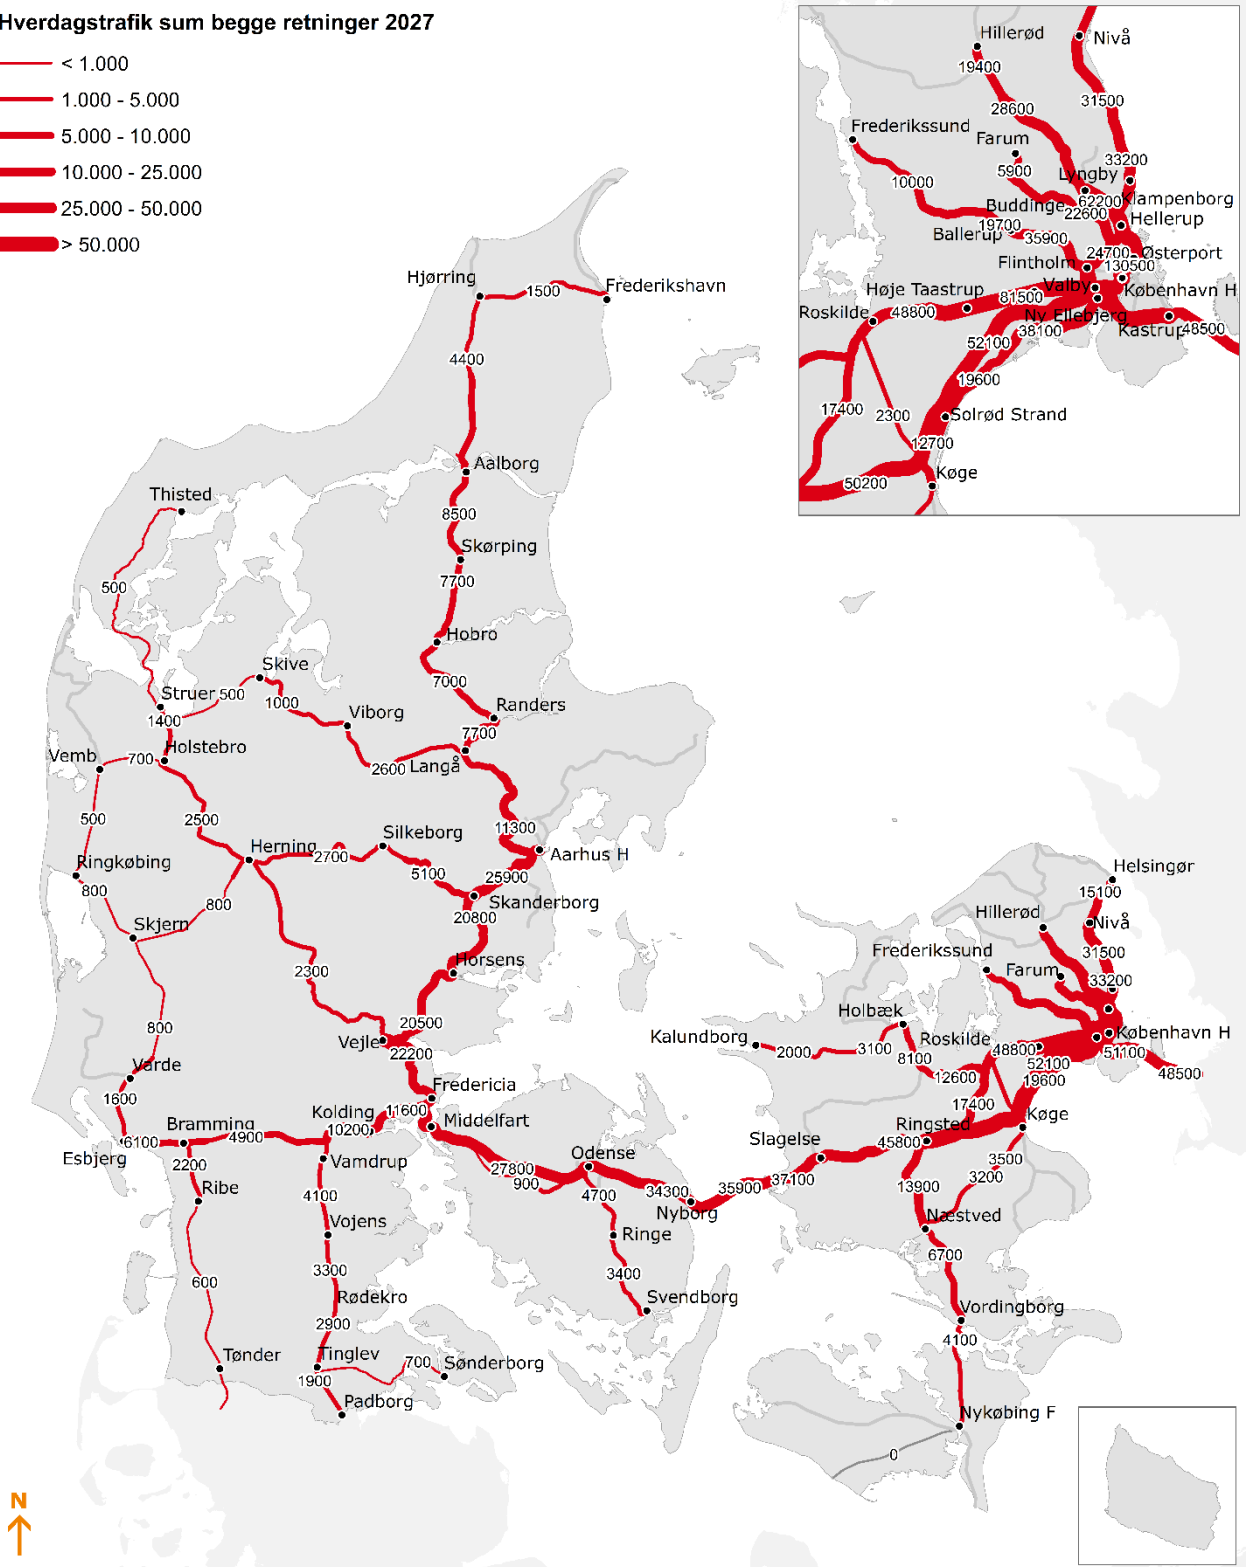 Hverdagstrafik sum begge retninger 2027
< 1.000
1.000 - 5.000
5.000 - 10.000
10.000 - 25.000
25.000 - 50.000
> 50.000
Hillerød
Nivå
19400
28600
31500
Frederikssund
Farum
33200
5900
Lyngby
10000
62200
Klampenborg
Buddinge
22600
Hellerup
19700
Ballerup
35900
24700
Østerport
Flintholm
130500
Høje Taastrup
Valby
København H
81500
Roskilde
48800
Ny Ellebjerg
38100
Kastrup
48500
52100
19600
17400
2300
Solrød Strand
12700
Køge
50200
Hjørring
1500
Frederikshavn
4400
Aalborg
Thisted
8500
Skørping
7700
500
Hobro
Skive
7000
Struer
500
1000
Randers
1400
Viborg
7700
Holstebro
Vemb
700
2600
Langå
500
2500
11300
Silkeborg
Herning
2700
Aarhus H
Ringkøbing
5100
25900
800
800
Skanderborg
20800
Skjern
Horsens
2300
800
20500
Vejle
22200
Varde
1600
Fredericia
Kolding
11600
Bramming
10200
Middelfart
6100
4900
Esbjerg
Vamdrup
2200
Odense
27800
900
Ribe
4100
4700
34300
Nyborg
Vojens
Ringe
3300
3400
600
Rødekro
Svendborg
2900
Tønder
Tinglev
700
Sønderborg
1900
Padborg
Helsingør
15100
Hillerød
Nivå
Frederikssund
31500
Farum
33200
Holbæk
Kalundborg
Roskilde
København H
2000
3100
48800
51100
8100
52100
48500
12600
19600
17400
Køge
Ringsted
Slagelse
45800
3500
37100
35900
3200
13900
Næstved
6700
Vordingborg
4100
Nykøbing F
0
N